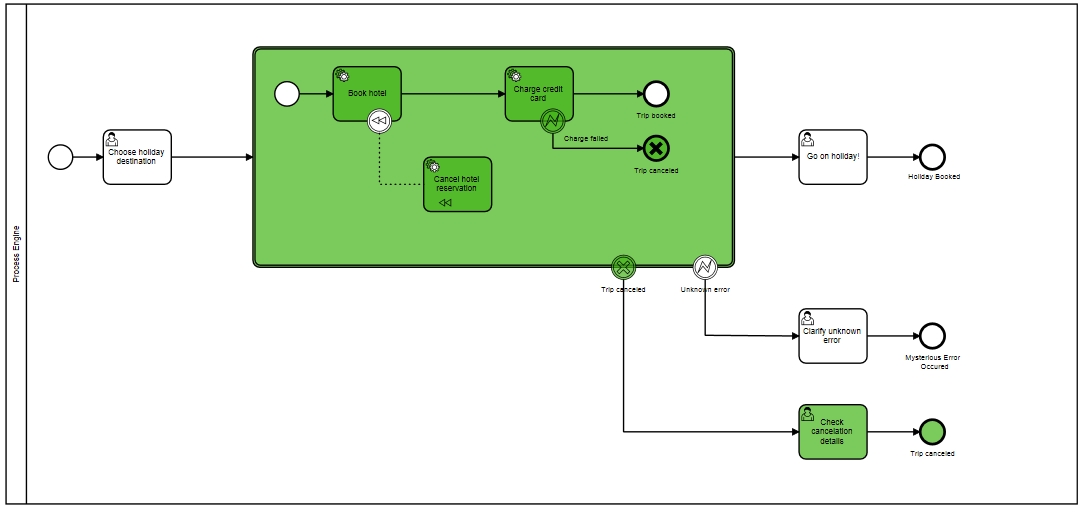 Process Engine
Choose holiday
destination
Book hotel
Charge credit
card
Trip booked
Charge failed
Trip canceled
Cancel hotel
reservation
Go on holiday!
Holiday Booked
Trip canceled
Unknown error
Clarify unknown
error
Mysterious Error
Occured
Check
cancelation
details
Trip canceled